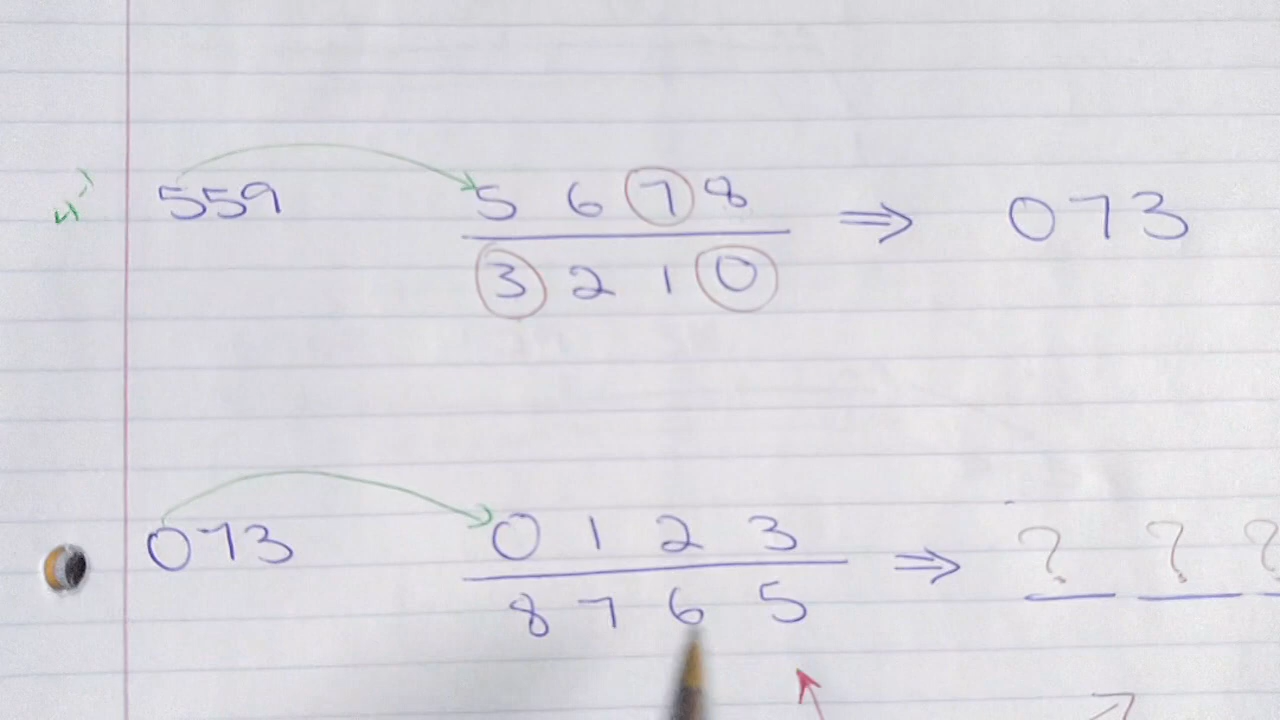 559 5 6 7 8 ⇒ 073
3 2 1 0
073 0 1 2 3 ⇒ ? ? ?
8 7 6 5